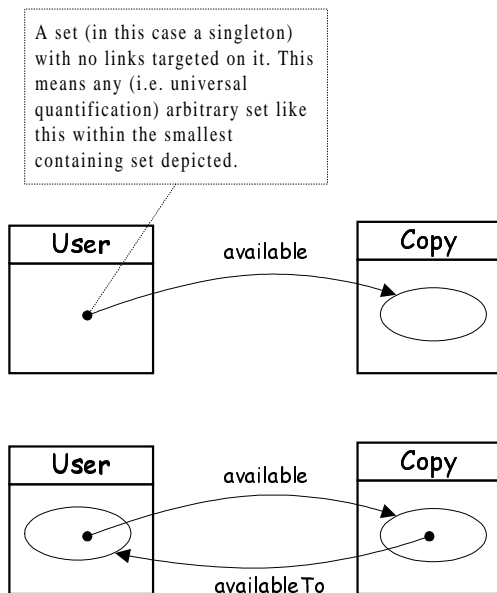 A set (in this case a singleton)
with no links targeted on it. This
means any (i.e. universal
quantification) arbitrary set like
this within the smallest
containing set depicted.
User
available
Copy
User
available
Copy
availableTo